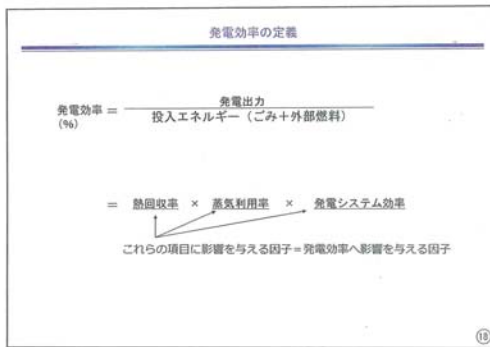 発電効率の定義
発電効率 = 発電出力
(%) 投入エネルギー（ごみ＋外部燃料）
= 熱回収率 × 蒸気利用率 × 発電システム効率
これらの項目に影響を与える因子＝発電効率へ影響を与える因子
⑱